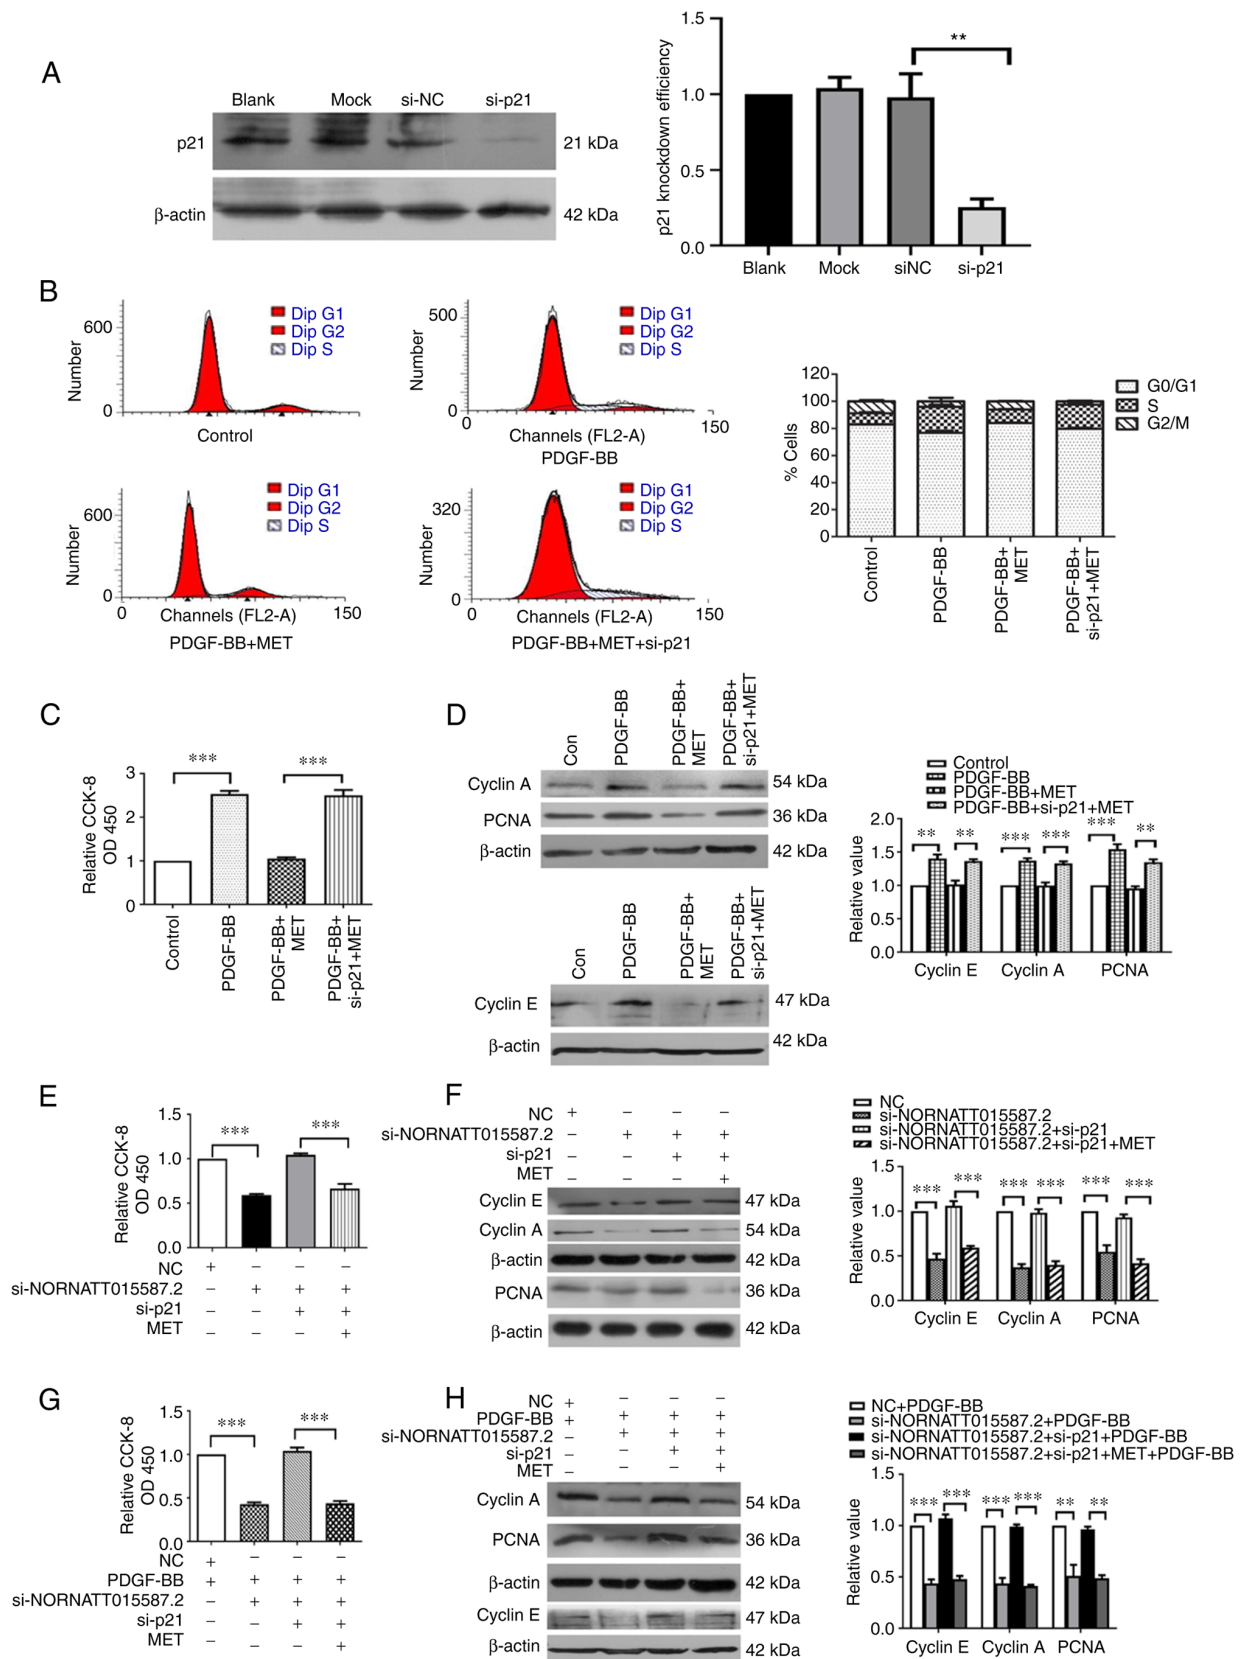 A
Blank Mock si-NC si-p21
p21 21 kDa
β-actin 42 kDa
p21 knockdown efficiency
1.5
1.0
0.5
0.0
**
Blank Mock siNC si-p21
B
Number
600
0
Dip G1
Dip G2
Dip S
Control
Number
500
0
Dip G1
Dip G2
Dip S
0 150
Channels (FL2-A)
PDGF-BB
Number
600
0
Dip G1
Dip G2
Dip S
0 150
Channels (FL2-A)
PDGF-BB+MET
Number
320
0
Dip G1
Dip G2
Dip S
0 150
Channels (FL2-A)
PDGF-BB+MET+si-p21
% Cells
120
100
80
60
40
20
0
G0/G1
S
G2/M
Control
PDGF-BB
PDGF-BB+
MET
PDGF-BB+
si-p21+MET
C
Relative CCK-8
OD 450
3
2
1
0
*** ***
Control
PDGF-BB
PDGF-BB+
MET
PDGF-BB+
si-p21+MET
D
Con
PDGF-BB
PDGF-BB+
MET
PDGF-BB+
si-p21+MET
Cyclin A 54 kDa
PCNA 36 kDa
β-actin 42 kDa
Con
PDGF-BB
PDGF-BB+
MET
PDGF-BB+
si-p21+MET
Cyclin E 47 kDa
β-actin 42 kDa
Control
PDGF-BB
PDGF-BB+MET
PDGF-BB+si-p21+MET
Relative value
2.0
1.5
1.0
0.5
0.0
** ** *** *** *** **
Cyclin E Cyclin A PCNA
E
Relative CCK-8
OD 450
1.5
1.0
0.5
0.0
*** ***
NC + − − −
si-NORNATT015587.2 − + + +
si-p21 − − + +
MET − − − +
F
NC + − − −
si-NORNATT015587.2 − + + +
si-p21 − − + +
MET − − − +
Cyclin E 47 kDa
Cyclin A 54 kDa
β-actin 42 kDa
PCNA 36 kDa
β-actin 42 kDa
NC
si-NORNATT015587.2
si-NORNATT015587.2+si-p21
si-NORNATT015587.2+si-p21+MET
Relative value
1.5
1.0
0.5
0.0
*** *** *** *** *** ***
Cyclin E Cyclin A PCNA
G
Relative CCK-8
OD 450
1.5
1.0
0.5
0.0
*** ***
NC + − − −
PDGF-BB + + + +
si-NORNATT015587.2 − + + +
si-p21 − − + +
MET − − − +
H
NC + − − −
PDGF-BB + + + +
si-NORNATT015587.2 − + + +
si-p21 − − + +
MET − − − +
Cyclin A 54 kDa
PCNA 36 kDa
β-actin 42 kDa
Cyclin E 47 kDa
β-actin 42 kDa
NC+PDGF-BB
si-NORNATT015587.2+PDGF-BB
si-NORNATT015587.2+si-p21+PDGF-BB
si-NORNATT015587.2+si-p21+MET+PDGF-BB
Relative value
1.5
1.0
0.5
0.0
*** *** *** *** ** **
Cyclin E Cyclin A PCNA